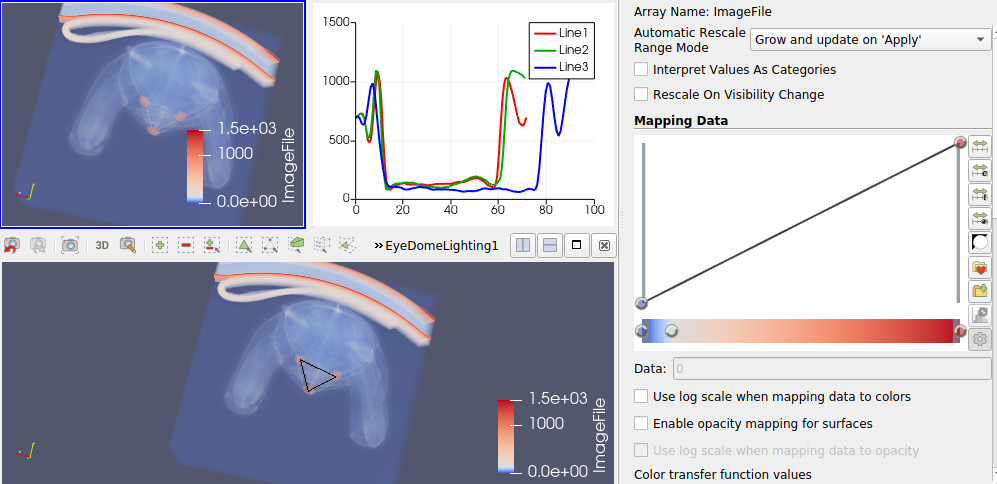 1.5e+03
1000
0.0e+00
ImageFile
1500
1000
500
0
0
20
40
60
80
100
Line1
Line2
Line3
3D
»EyeDomeLighting1
1.5e+03
1000
0.0e+00
ImageFile
Array Name: ImageFile
Automatic Rescale
Range Mode
Grow and update on 'Apply'
Interpret Values As Categories
Rescale On Visibility Change
Mapping Data
Data:
0
Use log scale when mapping data to colors
Enable opacity mapping for surfaces
Use log scale when mapping data to opacity
Color transfer function values